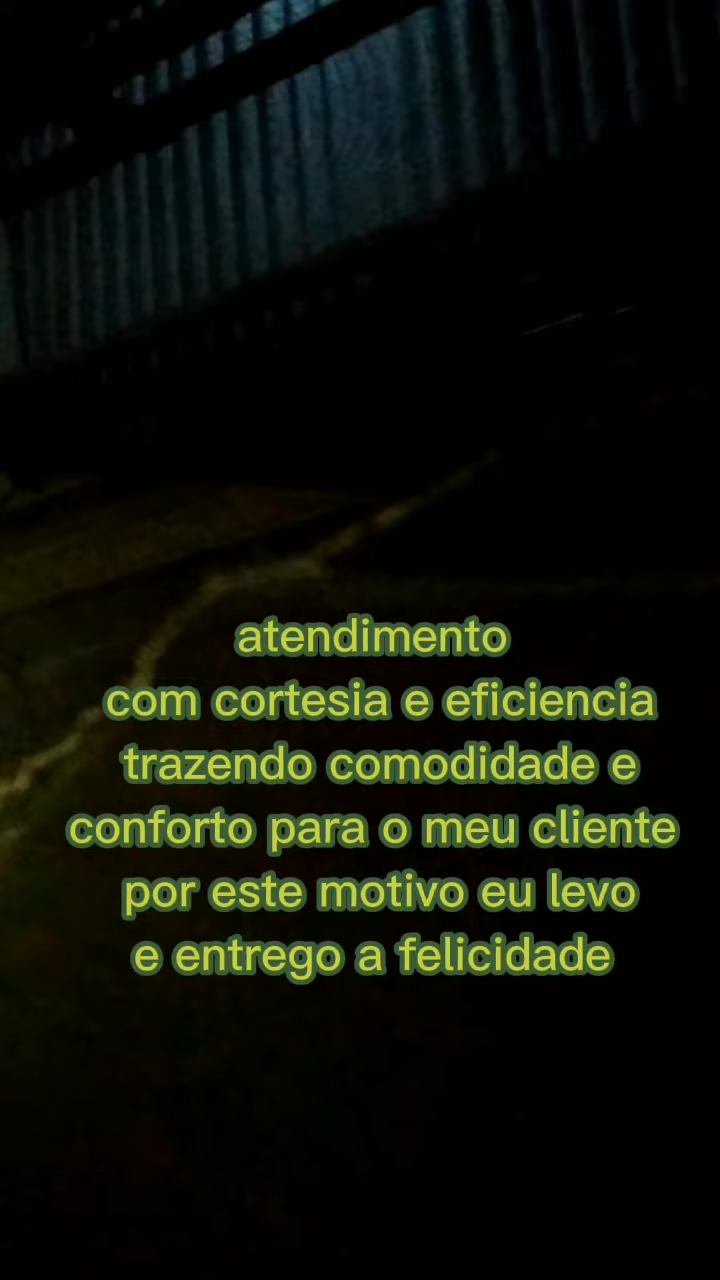 atendimento
com cortesia e eficiencia
trazendo comodidade e
conforto para o meu cliente
por este motivo eu levo
e entrego a felicidade